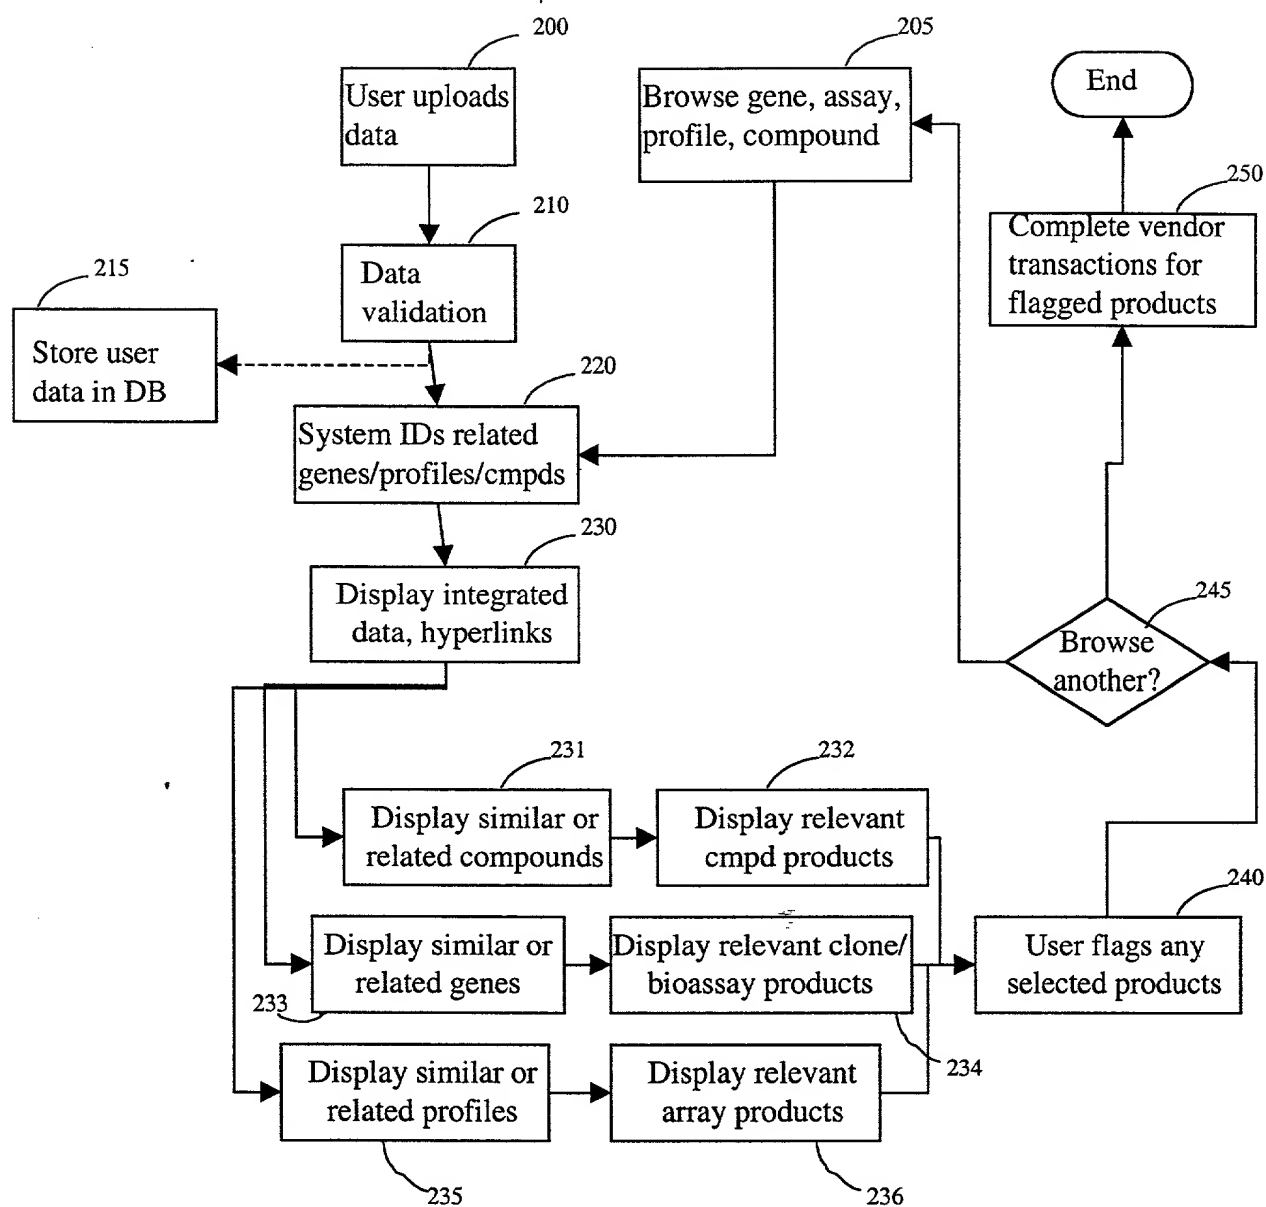 200
User uploads
data
205
Browse gene, assay,
profile, compound
End
250
Complete vendor
transactions for
flagged products
210
Data
validation
215
Store user
data in DB
220
System IDs related
genes/profiles/cmpds
230
Display integrated
data, hyperlinks
245
Browse
another?
231
Display similar or
related compounds
232
Display relevant
cmpd products
240
User flags any
selected products
233
Display similar or
related genes
Display relevant clone/
bioassay products
234
Display similar or
related profiles
235
Display relevant
array products
236